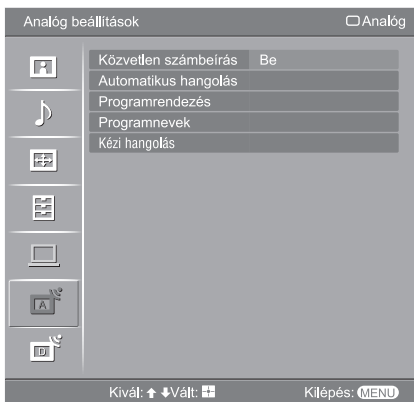 Analóg beállítások Analóg
Közvetlen számbeírás Be
Automatikus hangolás
Programrendezés
Programnevek
Kézi hangolás
A
D
Kivál: Vált: Kilépés: MENU